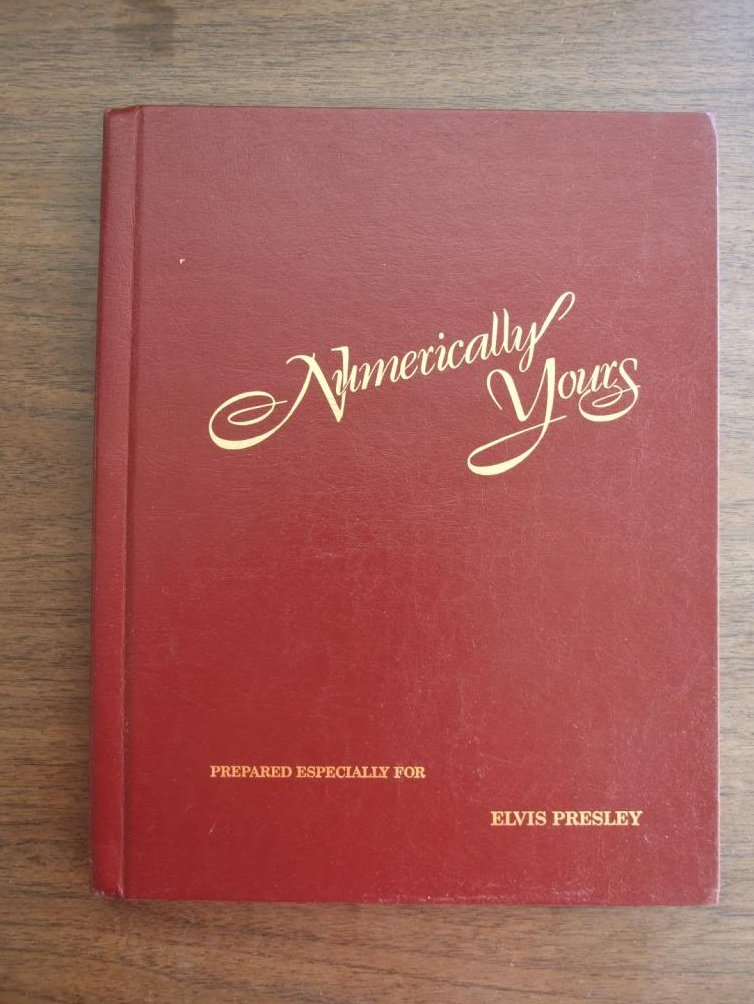 Numerically
Yours
PREPARED ESPECIALLY FOR
ELVIS PRESLEY